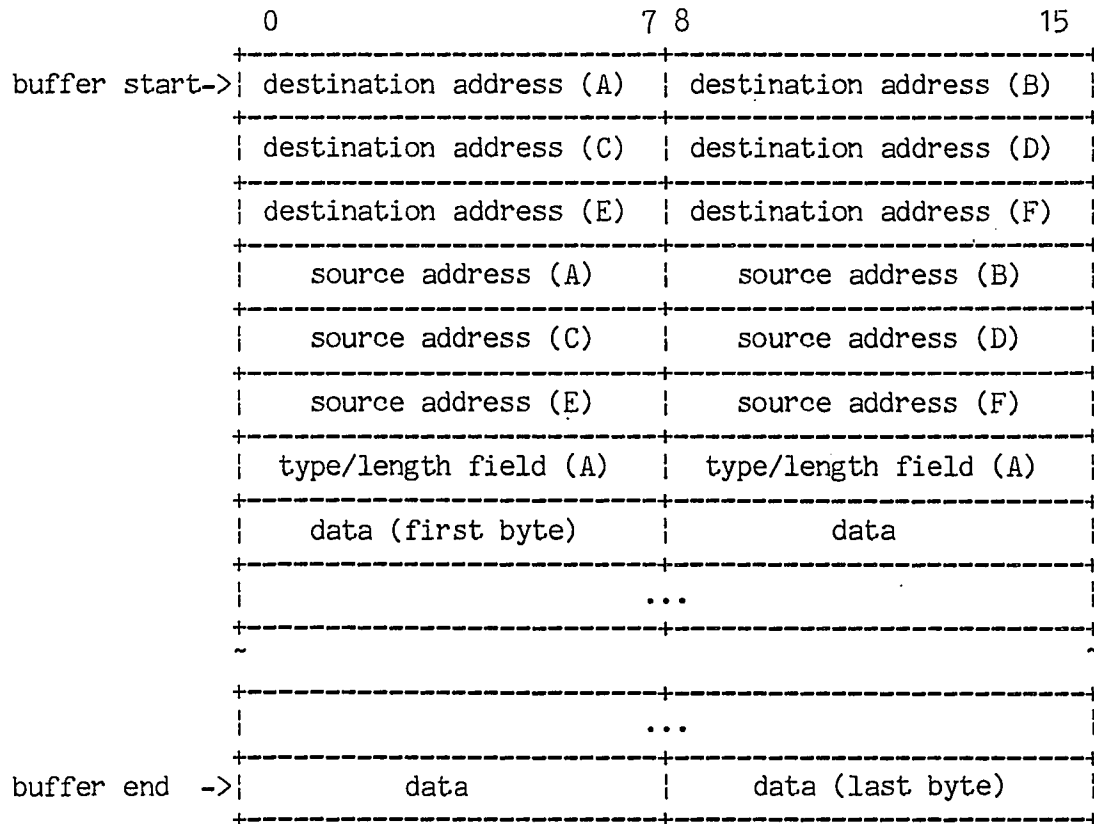 0 7 8 15
buffer start-> destination address (A) destination address (B)
destination address (C) destination address (D)
destination address (E) destination address (F)
source address (A) source address (B)
source address (C) source address (D)
source address (E) source address (F)
type/length field (A) type/length field (A)
data (first byte) data
...
~ ~
...
buffer end -> data data (last byte)